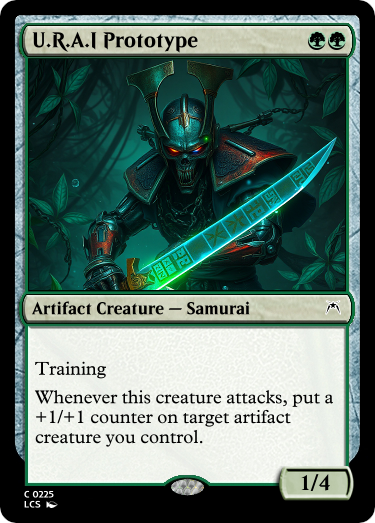 U.R.A.I Prototype
Artifact Creature — Samurai
Training
Whenever this creature attacks, put a
+1/+1 counter on target artifact
creature you control.
1/4
C 0225
LCS